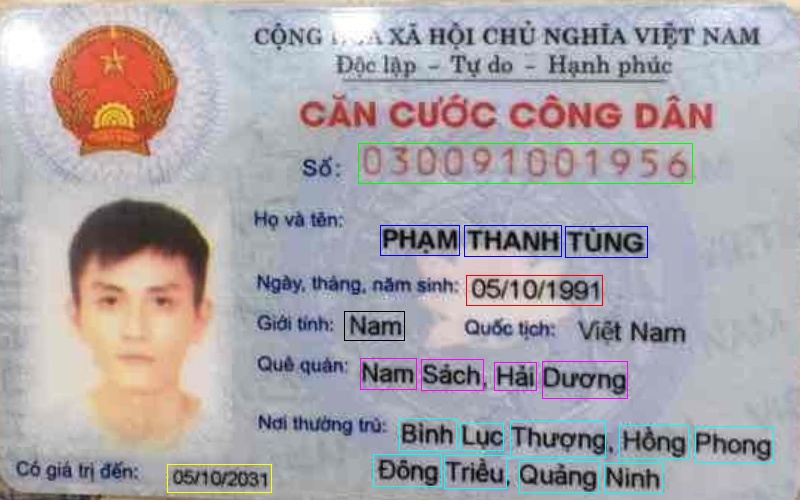 CỘNG HÒA XÃ HỘI CHỦ NGHĨA VIỆT NAM
Độc lập – Tự do – Hạnh phúc
CĂN CƯỚC CÔNG DÂN
Số: 030091001956
Họ và tên:
PHẠM THANH TÙNG
Ngày, tháng, năm sinh: 05/10/1991
Giới tính: Nam Quốc tịch: Việt Nam
Quê quán: Nam Sách, Hải Dương
Nơi thường trú: Bình Lục Thượng, Hồng Phong
Đông Triều, Quảng Ninh
Có giá trị đến: 05/10/2031